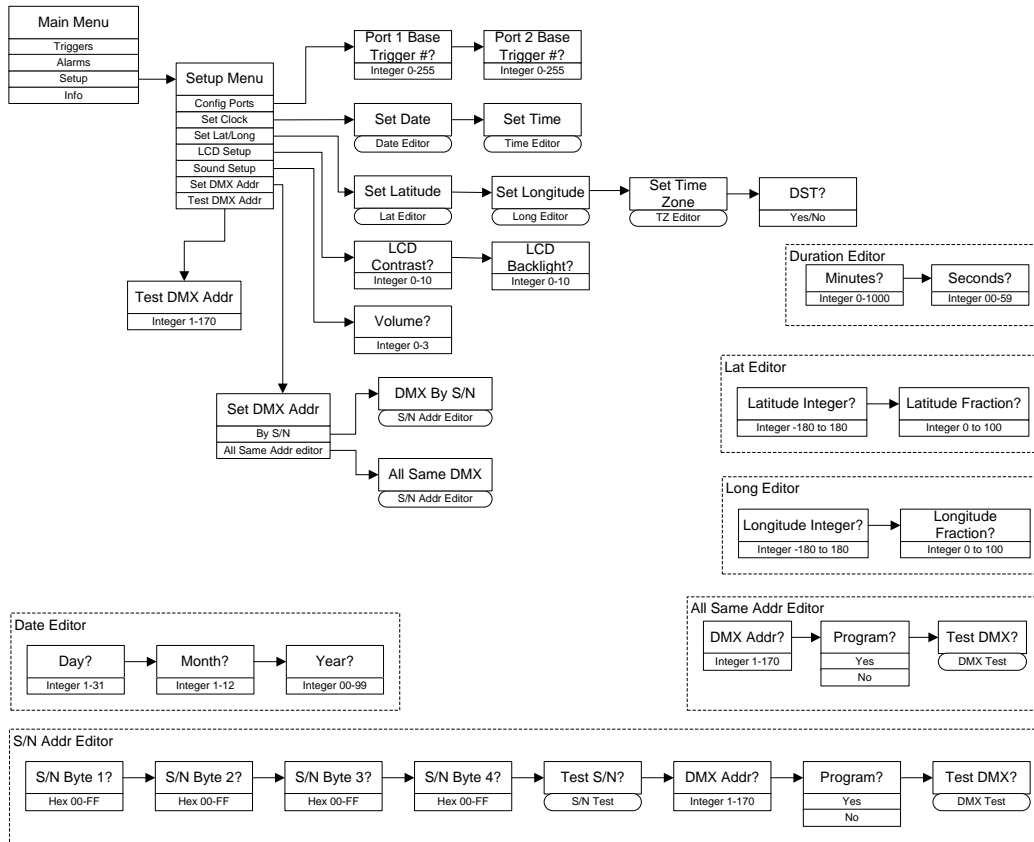 Main Menu
Triggers
Alarms
Setup
Info
Setup Menu
Config Ports
Set Clock
Set Lat/Long
LCD Setup
Sound Setup
Set DMX Addr
Test DMX Addr
Port 1 Base
Trigger #?
Integer 0-255
Port 2 Base
Trigger #?
Integer 0-255
Set Date
Date Editor
Set Time
Time Editor
Set Latitude
Lat Editor
Set Longitude
Long Editor
Set Time
Zone
TZ Editor
DST?
Yes/No
LCD
Contrast?
Integer 0-10
LCD
Backlight?
Integer 0-10
Volume?
Integer 0-3
Test DMX Addr
Integer 1-170
Set DMX Addr
By S/N
All Same Addr editor
DMX By S/N
S/N Addr Editor
All Same DMX
S/N Addr Editor
Duration Editor
Minutes?
Integer 0-1000
Seconds?
Integer 00-59
Lat Editor
Latitude Integer?
Integer -180 to 180
Latitude Fraction?
Integer 0 to 100
Long Editor
Longitude Integer?
Integer -180 to 180
Longitude
Fraction?
Integer 0 to 100
All Same Addr Editor
DMX Addr?
Integer 1-170
Program?
Yes
No
Test DMX?
DMX Test
Date Editor
Day?
Integer 1-31
Month?
Integer 1-12
Year?
Integer 00-99
S/N Addr Editor
S/N Byte 1?
Hex 00-FF
S/N Byte 2?
Hex 00-FF
S/N Byte 3?
Hex 00-FF
S/N Byte 4?
Hex 00-FF
Test S/N?
S/N Test
DMX Addr?
Integer 1-170
Program?
Yes
No
Test DMX?
DMX Test